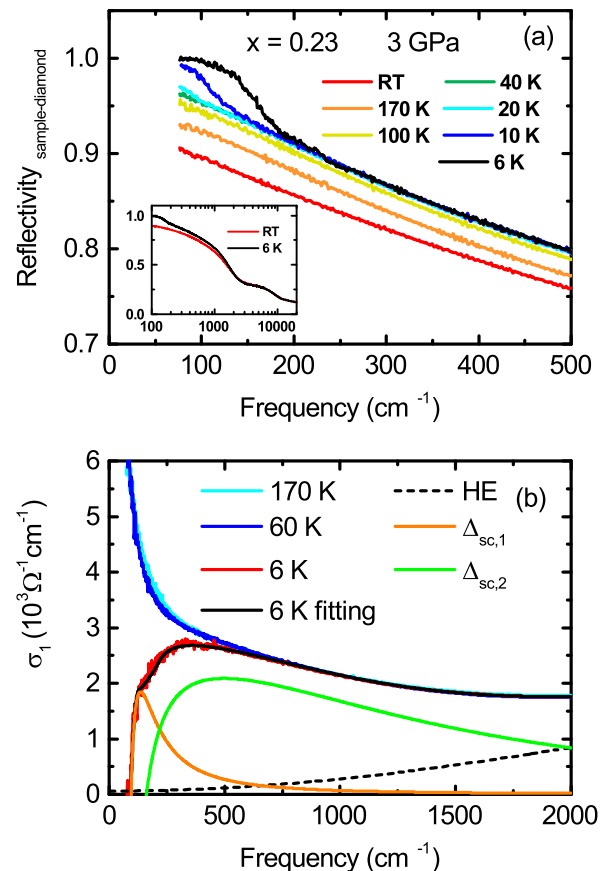 x = 0.23 3 GPa (a)
RT 40 K
170 K 20 K
100 K 10 K
6 K
Reflectivity sample-diamond
1.0
0.9
0.8
0.7
1.0
0.5
0.0
RT
6 K
100 1000 10000
0 100 200 300 400 500
Frequency (cm -1)
(b)
170 K HE
60 K Δsc,1
6 K Δsc,2
6 K fitting
σ1 (10³Ω⁻¹cm⁻¹)
6
5
4
3
2
1
0
0 500 1000 1500 2000
Frequency (cm -1)